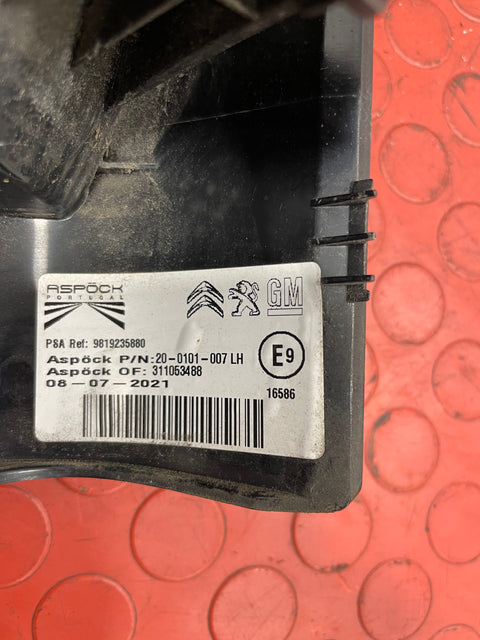 ASPÖCK
PORTUGAL
GM
PSA Ref: 9819235880
Aspöck P/N: 20-0101-007 LH
Aspöck OF: 311053488
08-07-2021
E9
16586